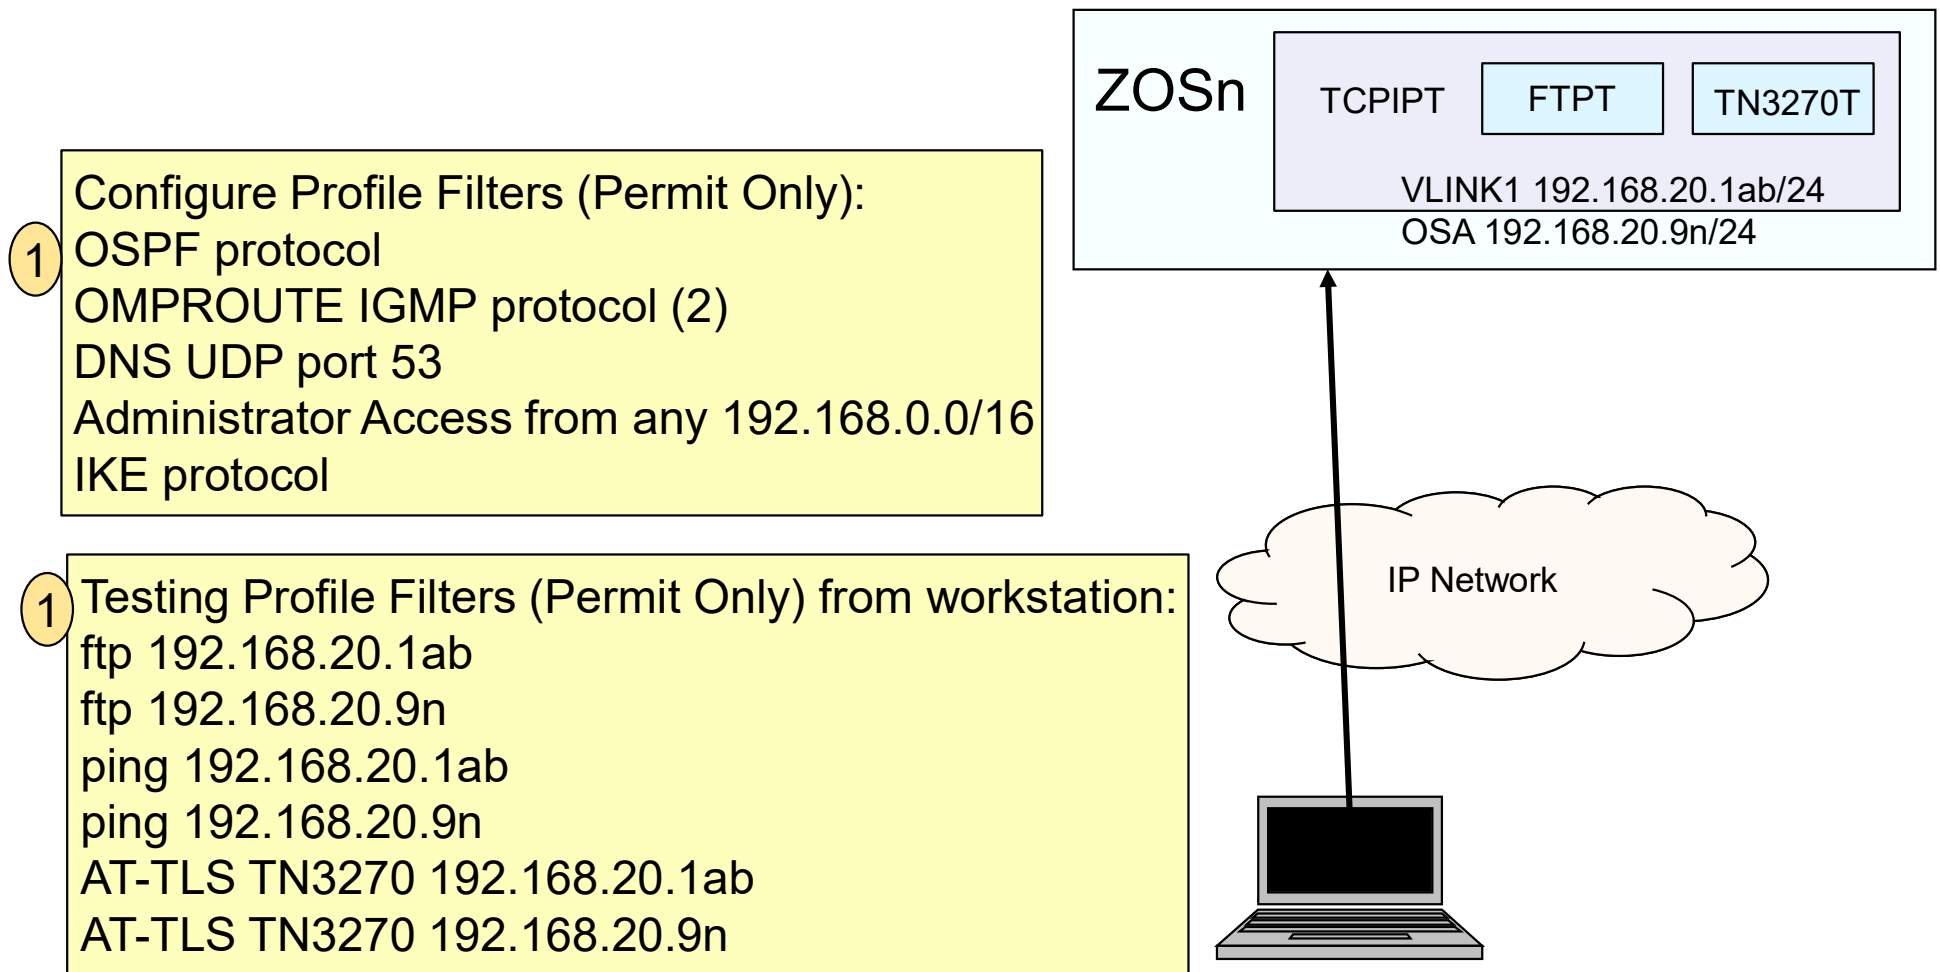 ZOSn
TCPIPT
FTPT
TN3270T
VLINK1 192.168.20.1ab/24
OSA 192.168.20.9n/24
1
Configure Profile Filters (Permit Only):
OSPF protocol
OMPROUTE IGMP protocol (2)
DNS UDP port 53
Administrator Access from any 192.168.0.0/16
IKE protocol
1
Testing Profile Filters (Permit Only) from workstation:
ftp 192.168.20.1ab
ftp 192.168.20.9n
ping 192.168.20.1ab
ping 192.168.20.9n
AT-TLS TN3270 192.168.20.1ab
AT-TLS TN3270 192.168.20.9n
IP Network